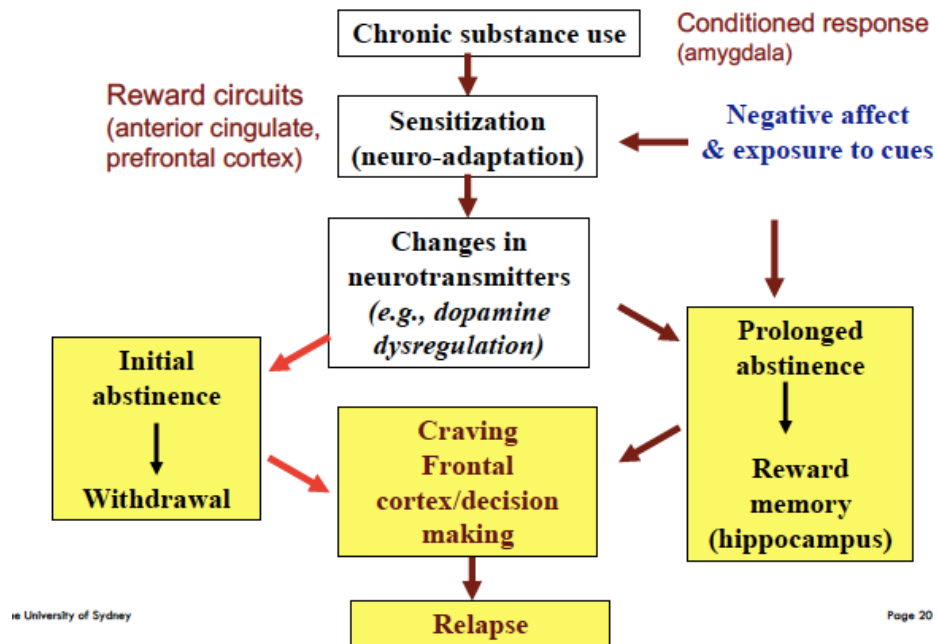 Chronic substance use
Conditioned response
(amygdala)
Reward circuits
(anterior cingulate,
prefrontal cortex)
Sensitization
(neuro-adaptation)
Negative affect
& exposure to cues
Changes in
neurotransmitters
(e.g., dopamine
dysregulation)
Initial
abstinence
Withdrawal
Prolonged
abstinence
Reward
memory
(hippocampus)
Craving
Frontal
cortex/decision
making
Relapse
e University of Sydney
Page 20